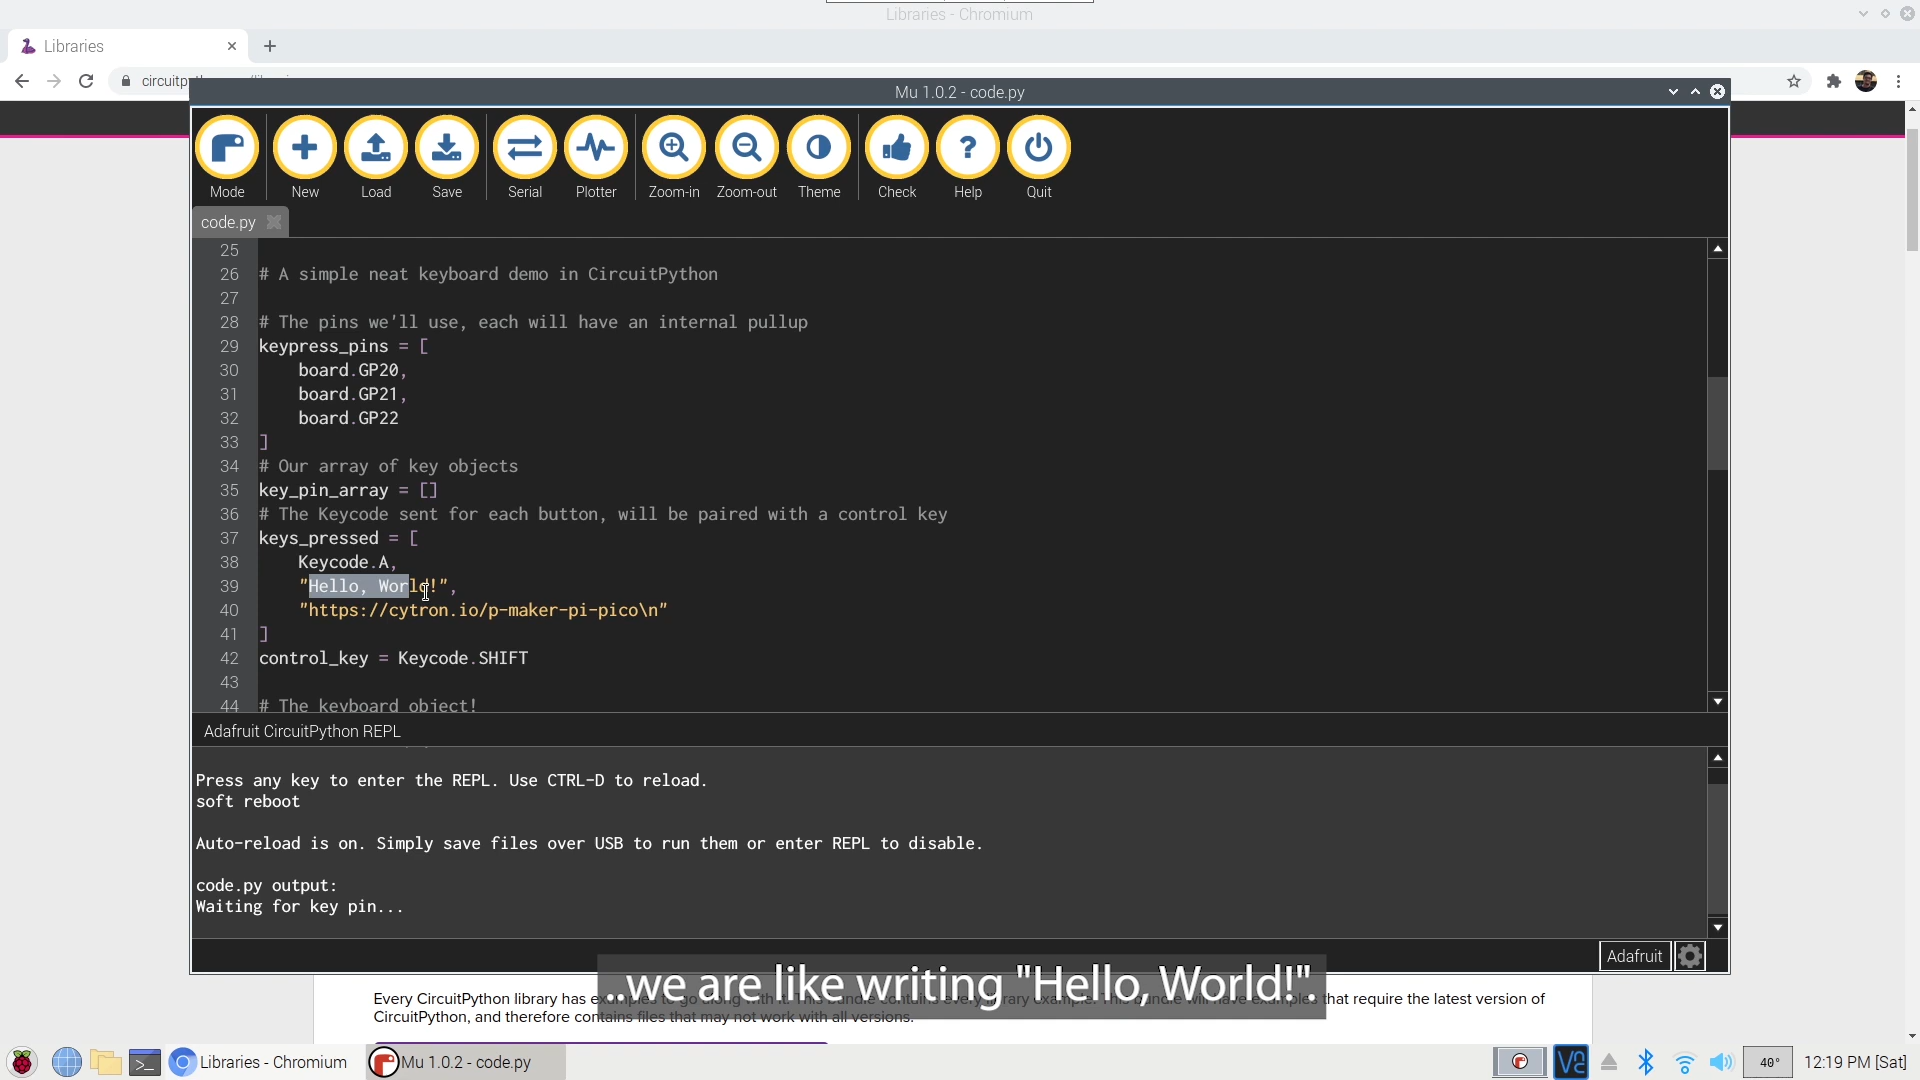 Libraries - Chromium
Libraries
Mu 1.0.2 - code.py
Mode New Load Save Serial Plotter Zoom-in Zoom-out Theme Check Help Quit
code.py
25
26 # A simple neat keyboard demo in CircuitPython
27
28 # The pins we'll use, each will have an internal pullup
29 keypress_pins = [
30 board.GP20,
31 board.GP21,
32 board.GP22
33 ]
34 # Our array of key objects
35 key_pin_array = []
36 # The Keycode sent for each button, will be paired with a control key
37 keys_pressed = [
38 Keycode.A,
39 "Hello, World!",
40 "https://cytron.io/p-maker-pi-pico\n"
41 ]
42 control_key = Keycode.SHIFT
43
44 # The keyboard object!
Adafruit CircuitPython REPL
Press any key to enter the REPL. Use CTRL-D to reload.
soft reboot
Auto-reload is on. Simply save files over USB to run them or enter REPL to disable.
code.py output:
Waiting for key pin...
Adafruit
...we are like writing "Hello, World!".
Every CircuitPython library has that require the latest version of
CircuitPython, and therefore contains files that may not work with all versions.
Libraries - Chromium
Mu 1.0.2 - code.py
40°
12:19 PM [Sat]